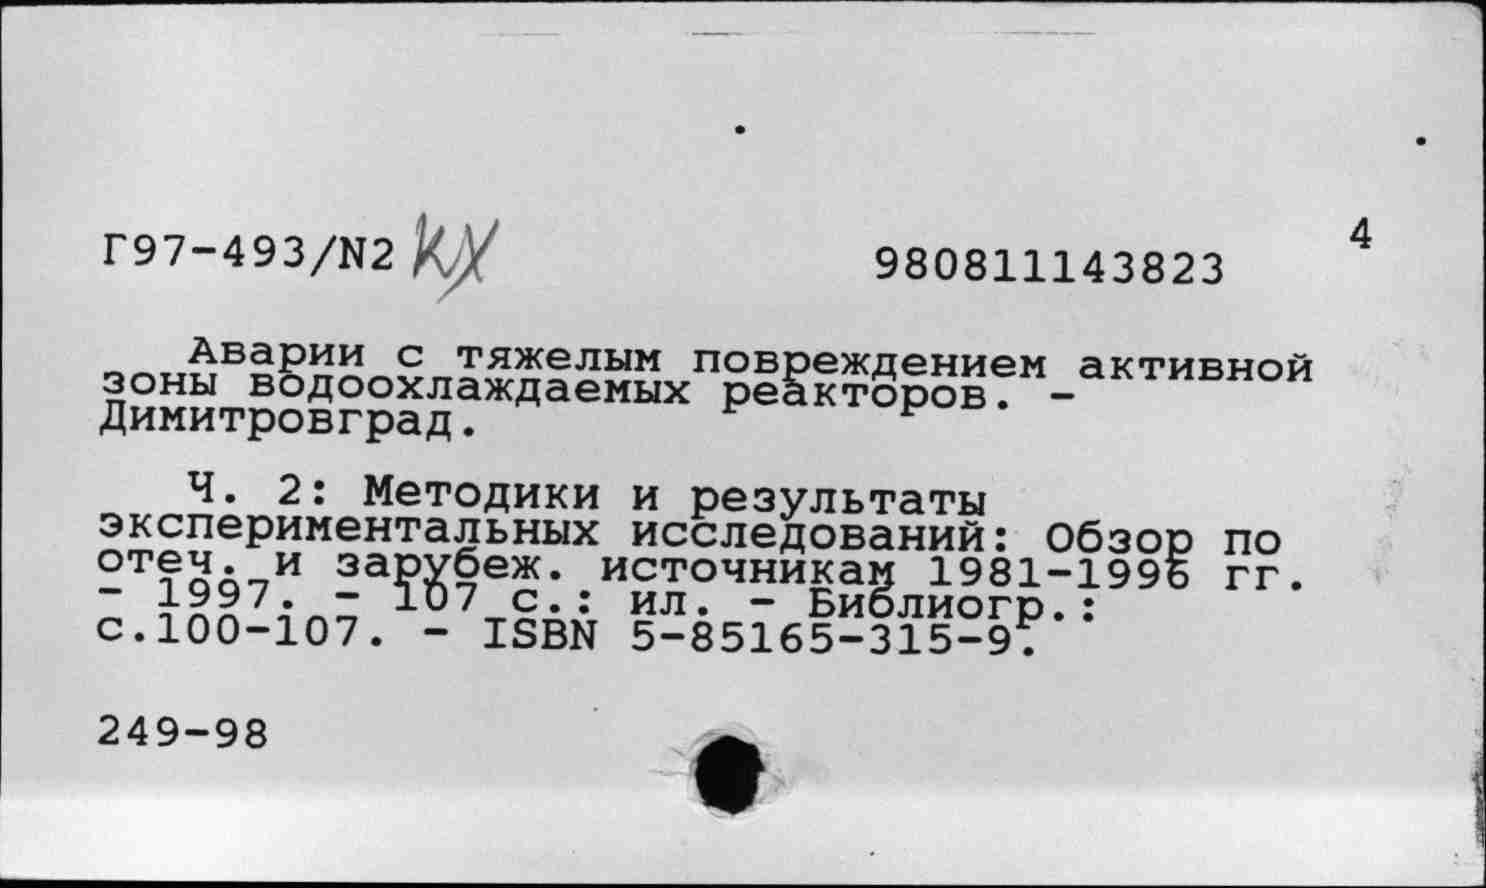 Г97-493/N2 КХ 980811143823 4
Аварии с тяжелым повреждением активной
зоны водоохлаждаемых реакторов. -
Димитровград.
Ч. 2: Методики и результаты
экспериментальных исследований: Обзор по
отеч. и зарубеж. источникам 1981-1996 гг.
- 1997. - 107 с.: ил. - Библиогр.:
с.100-107. - ISBN 5-85165-315-9.
249-98